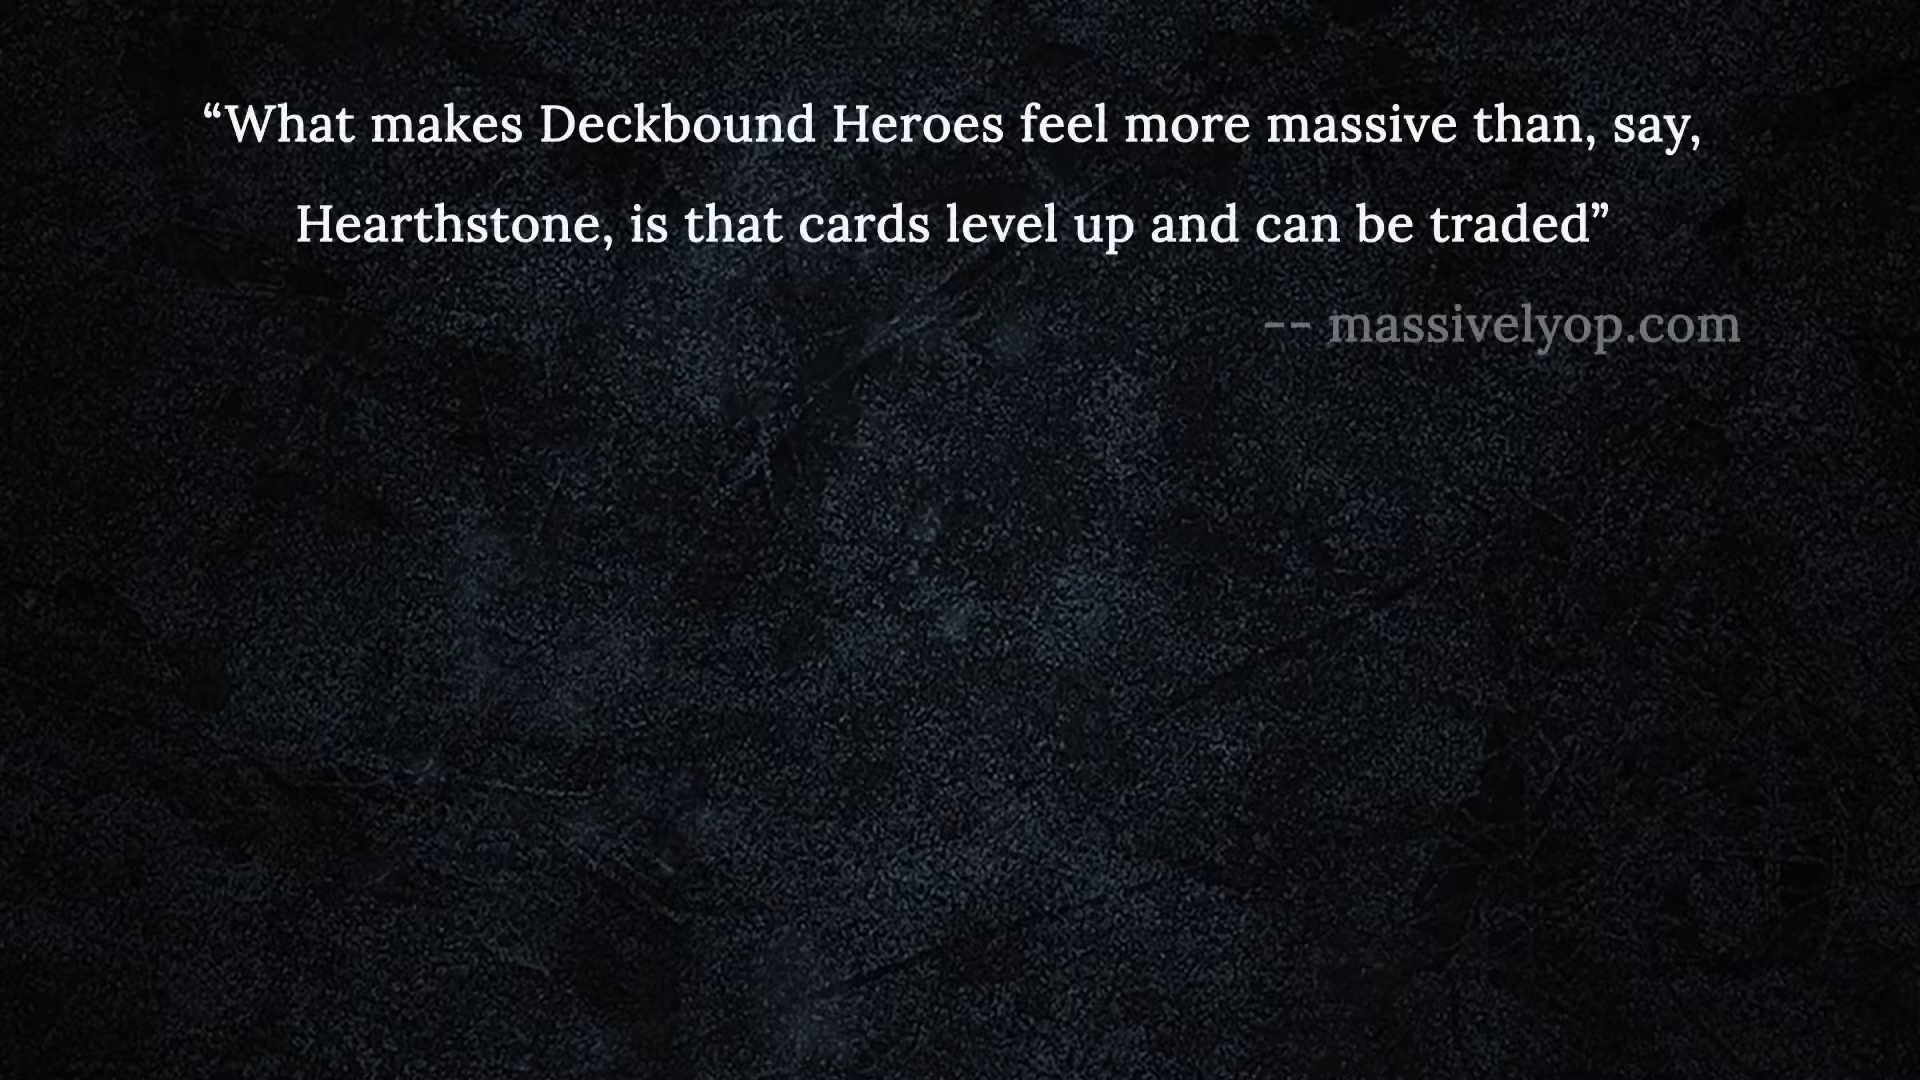 “What makes Deckbound Heroes feel more massive than, say,
Hearthstone, is that cards level up and can be traded”
-- massivelyop.com